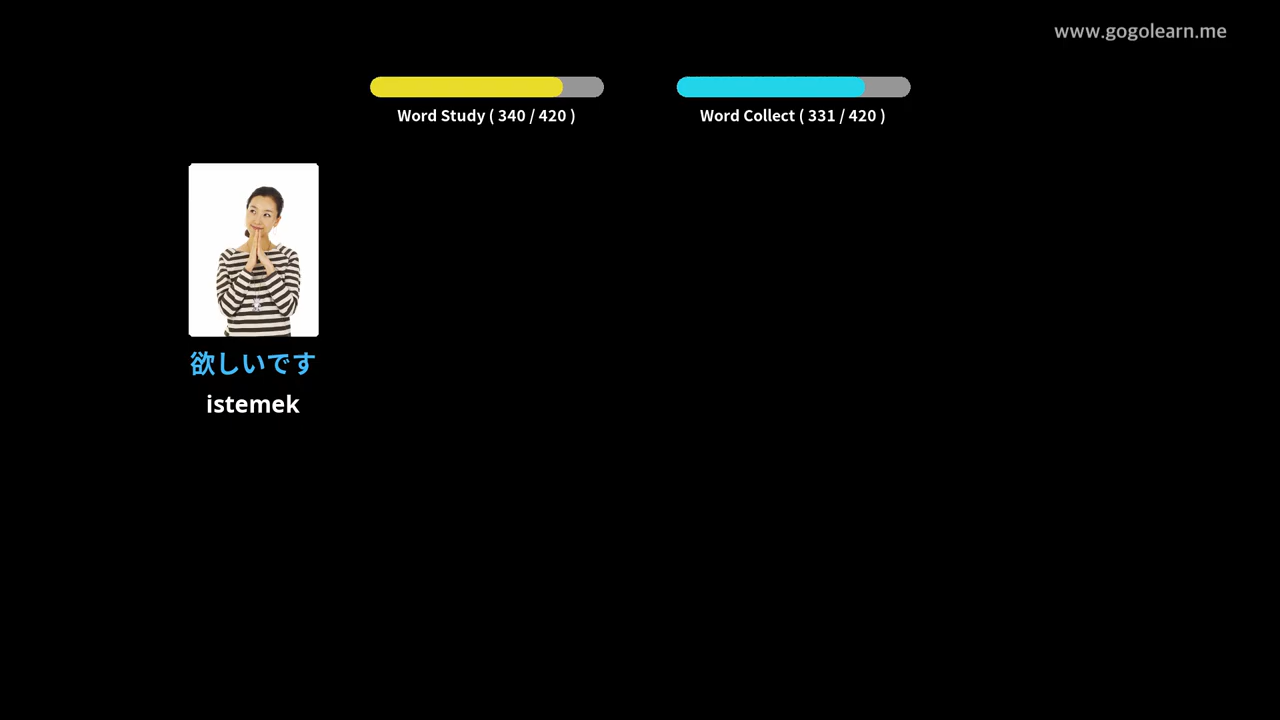 www.gogolearn.me
Word Study ( 340 / 420 )
Word Collect ( 331 / 420 )
欲しいです
istemek